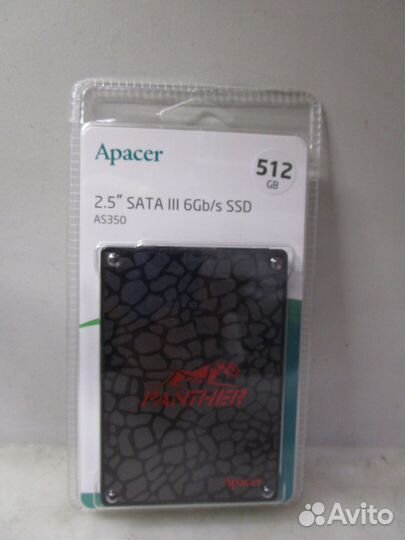 Apacer
512
GB
2.5" SATA III 6Gb/s SSD
AS350
PANTHER
Apacer
Avito